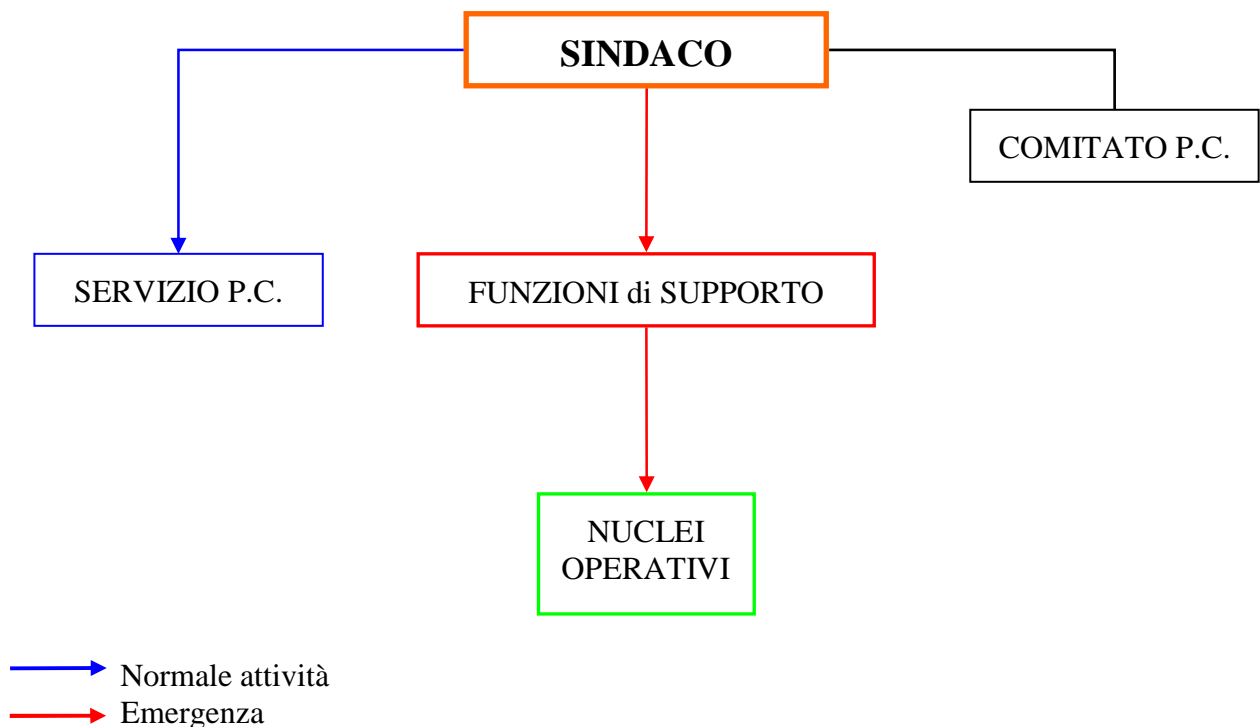 SINDACO
COMITATO P.C.
SERVIZIO P.C.
FUNZIONI di SUPPORTO
NUCLEI
OPERATIVI
Normale attività
Emergenza